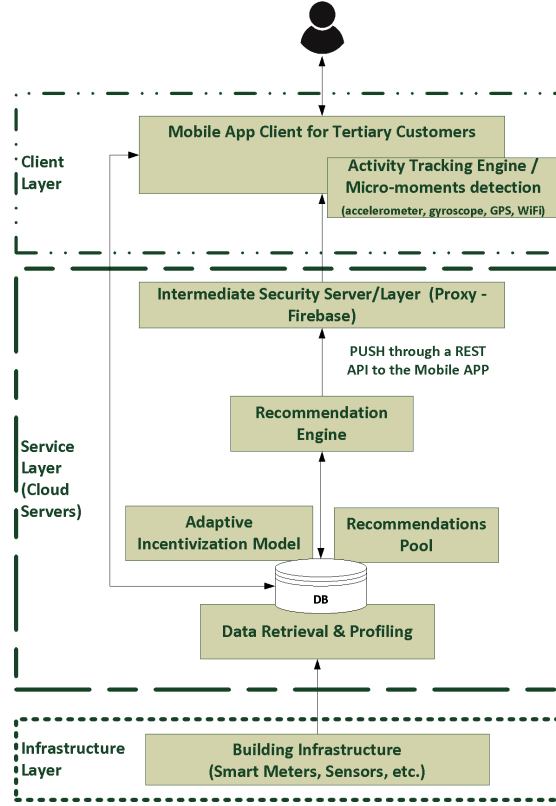 Mobile App Client for Tertiary Customers
Client
Layer
Activity Tracking Engine /
Micro-moments detection
(accelerometer, gyroscope, GPS, WiFi)
Intermediate Security Server/Layer (Proxy -
Firebase)
PUSH through a REST
API to the Mobile APP
Recommendation
Engine
Service
Layer
(Cloud
Servers)
Adaptive
Incentivization Model
Recommendations
Pool
DB
Data Retrieval & Profiling
Infrastructure
Layer
Building Infrastructure
(Smart Meters, Sensors, etc.)